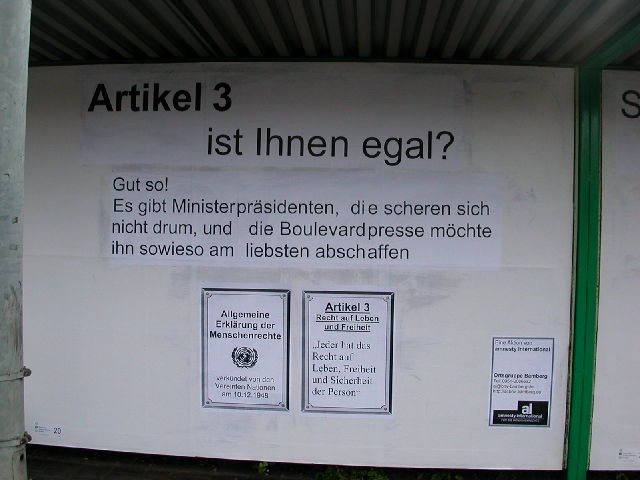 Artikel 3
ist Ihnen egal?
Gut so!
Es gibt Ministerpräsidenten, die scheren sich
nicht drum, und die Boulevardpresse möchte
ihn sowieso am liebsten abschaffen
Allgemeine
Erklärung der
Menschenrechte
verkündet von den
Vereinten Nationen
am 10.12.1948
Artikel 3
Recht auf Leben
und Freiheit
„Jeder hat das
Recht auf
Leben, Freiheit
und Sicherheit
der Person“
Eine Aktion von
amnesty international
Ortsgruppe Bamberg
ai
amnesty international
20
S